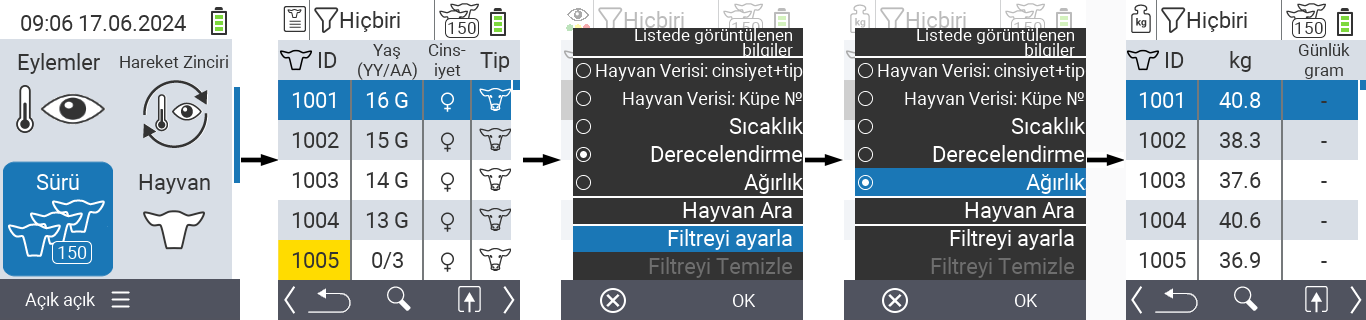 09:06 17.06.2024
Eylemler
Hareket Zinciri
Sürü
150
Hayvan
Açık açık
Hiçbiri
150
ID
Yaş
(YY/AA)
Cins-
iyet
Tip
1001 16 G
1002 15 G
1003 14 G
1004 13 G
1005 0/3
Hiçbiri
150
Listede görüntülenen
bilgiler
Hayvan Verisi: cinsiyet+tip
Hayvan Verisi: Küpe №
Sıcaklık
Derecelendirme
Ağırlık
Hayvan Ara
Filtreyi ayarla
Filtreyi Temizle
OK
kg
Hiçbiri
150
Listede görüntülenen
bilgiler
Hayvan Verisi: cinsiyet+tip
Hayvan Verisi: Küpe №
Sıcaklık
Derecelendirme
Ağırlık
Hayvan Ara
Filtreyi ayarla
Filtreyi Temizle
OK
kg
Hiçbiri
150
ID
kg
Günlük
gram
1001 40.8 -
1002 38.3 -
1003 37.6 -
1004 40.6 -
1005 36.9 -